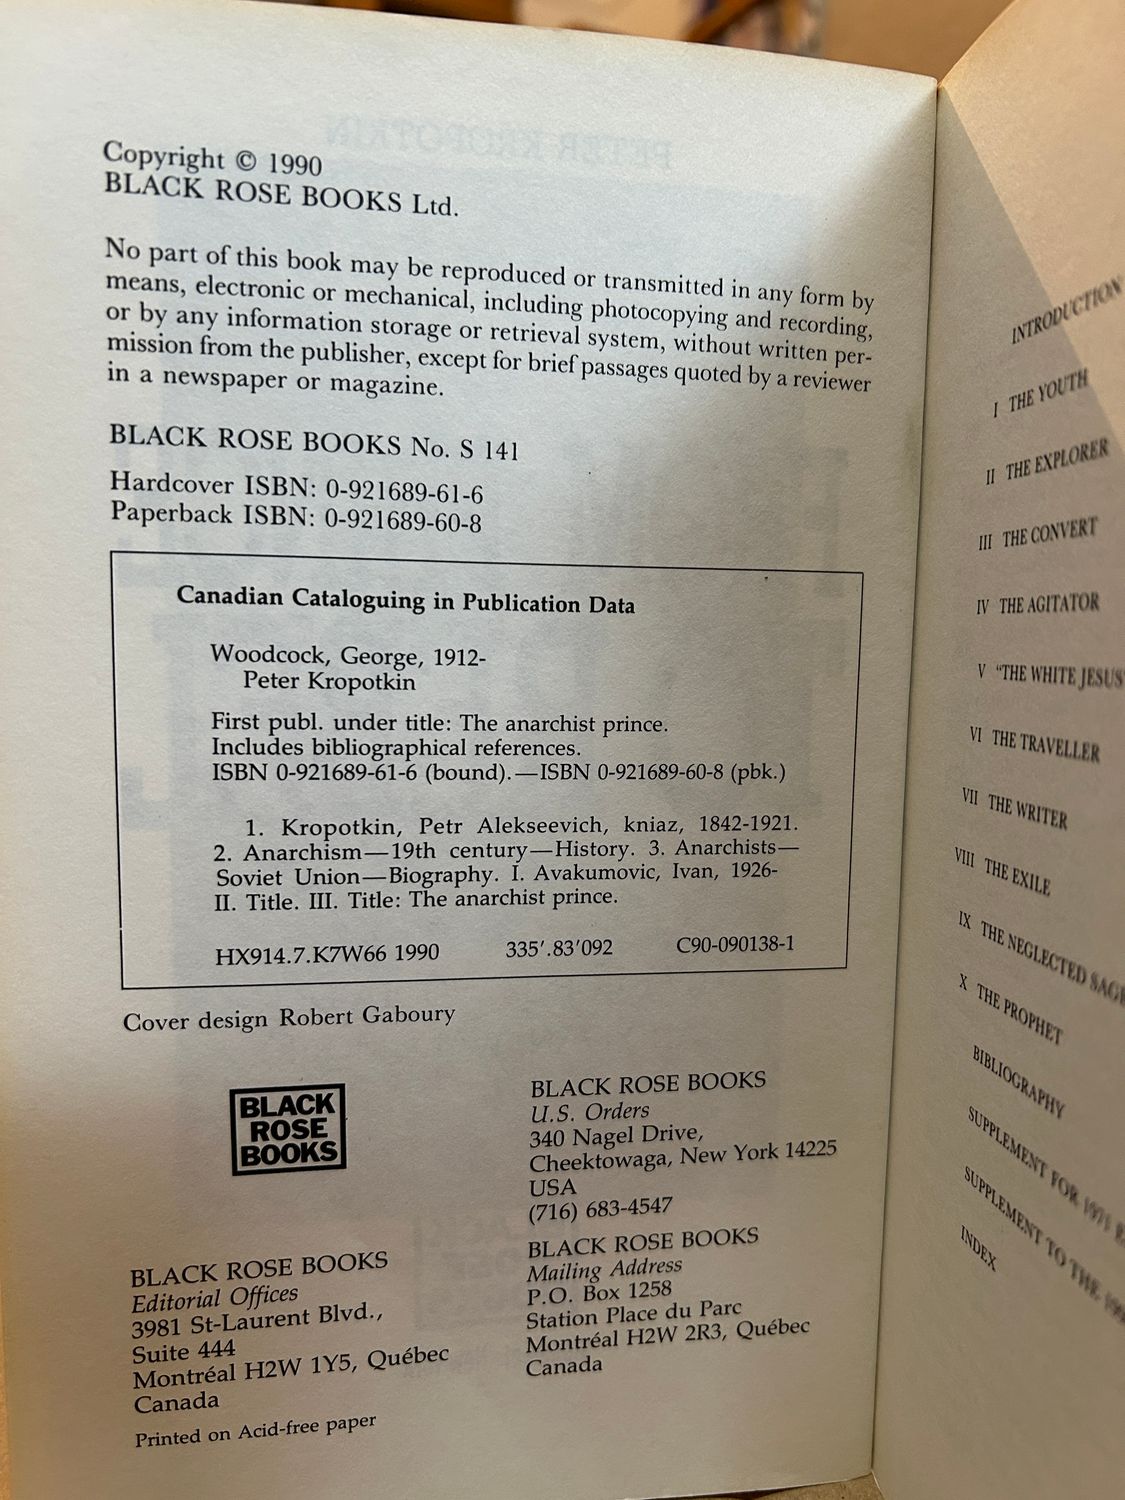 Copyright © 1990
BLACK ROSE BOOKS Ltd.
No part of this book may be reproduced or transmitted in any form by
means, electronic or mechanical, including photocopying and recording,
or by any information storage or retrieval system, without written per-
mission from the publisher, except for brief passages quoted by a reviewer
in a newspaper or magazine.
BLACK ROSE BOOKS No. S 141
Hardcover ISBN: 0-921689-61-6
Paperback ISBN: 0-921689-60-8
Canadian Cataloguing in Publication Data
Woodcock, George, 1912-
Peter Kropotkin
First publ. under title: The anarchist prince.
Includes bibliographical references.
ISBN 0-921689-61-6 (bound).—ISBN 0-921689-60-8 (pbk.)
1. Kropotkin, Petr Alekseevich, kniaz, 1842-1921.
2. Anarchism—19th century—History. 3. Anarchists—
Soviet Union—Biography. I. Avakumovic, Ivan, 1926-
II. Title. III. Title: The anarchist prince.
HX914.7.K7W66 1990 335'.83'092 C90-090138-1
Cover design Robert Gaboury
BLACK
ROSE
BOOKS
BLACK ROSE BOOKS
U.S. Orders
340 Nagel Drive,
Cheektowaga, New York 14225
USA
(716) 683-4547
BLACK ROSE BOOKS
Editorial Offices
3981 St-Laurent Blvd.,
Suite 444
Montréal H2W 1Y5, Québec
Canada
BLACK ROSE BOOKS
Mailing Address
P.O. Box 1258
Station Place du Parc
Montréal H2W 2R3, Québec
Canada
Printed on Acid-free paper
INTRODUCTION
I THE YOUTH
II THE EXPLORER
III THE CONVERT
IV THE AGITATOR
V "THE WHITE JESUS"
VI THE TRAVELLER
VII THE WRITER
VIII THE EXILE
IX THE NEGLECTED SAGE
X THE PROPHET
BIBLIOGRAPHY
SUPPLEMENT FOR 1971
SUPPLEMENT TO THE
INDEX